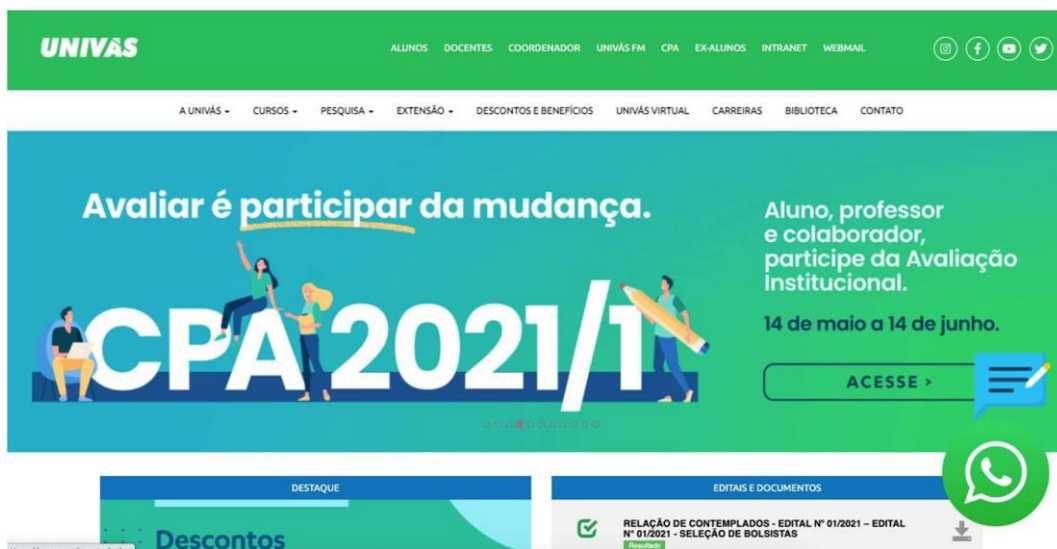 UNIVÁS
ALUNOS DOCENTES COORDENADOR UNIVÁS FM CPA EX-ALUNOS INTRANET WEBMAIL
A UNIVÁS CURSOS PESQUISA EXTENSÃO DESCONTOS E BENEFÍCIOS UNIVÁS VIRTUAL CARREIRAS BIBLIOTECA CONTATO
Avaliar é participar da mudança.
CPA 2021/1
Aluno, professor
e colaborador,
participe da Avaliação
Institucional.
14 de maio a 14 de junho.
ACESSE >
DESTAQUE
Descontos
EDITAIS E DOCUMENTOS
RELAÇÃO DE CONTEMPLADOS - EDITAL Nº 01/2021 – EDITAL
N° 01/2021 - SELEÇÃO DE BOLSISTAS
Resultado